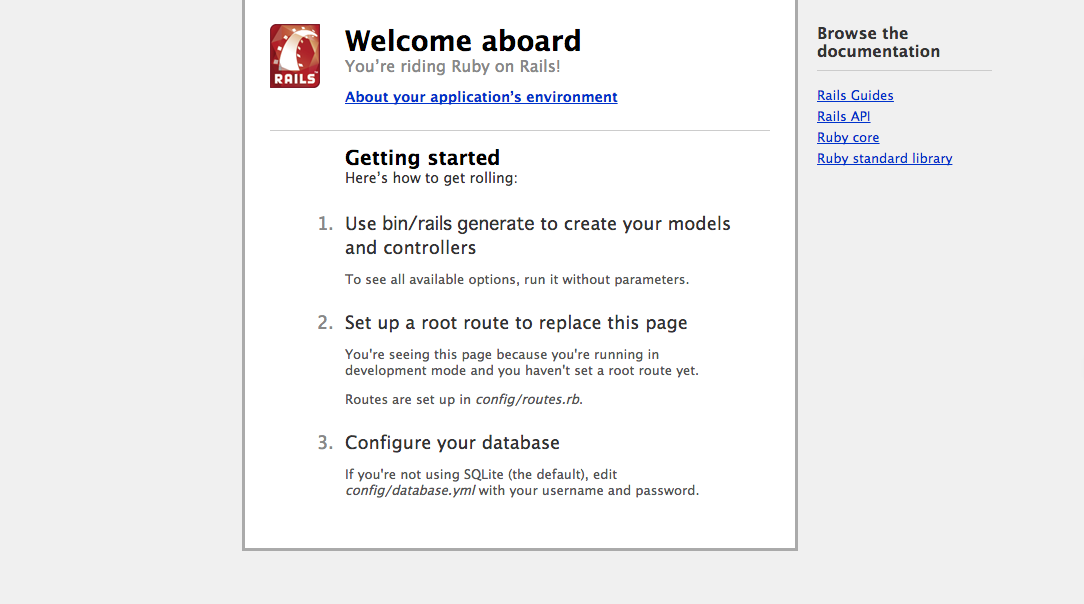 RAILS
Welcome aboard
You’re riding Ruby on Rails!
About your application’s environment
Getting started
Here’s how to get rolling:
1. Use bin/rails generate to create your models
and controllers
To see all available options, run it without parameters.
2. Set up a root route to replace this page
You're seeing this page because you're running in
development mode and you haven't set a root route yet.
Routes are set up in config/routes.rb.
3. Configure your database
If you're not using SQLite (the default), edit
config/database.yml with your username and password.
Browse the
documentation
Rails Guides
Rails API
Ruby core
Ruby standard library